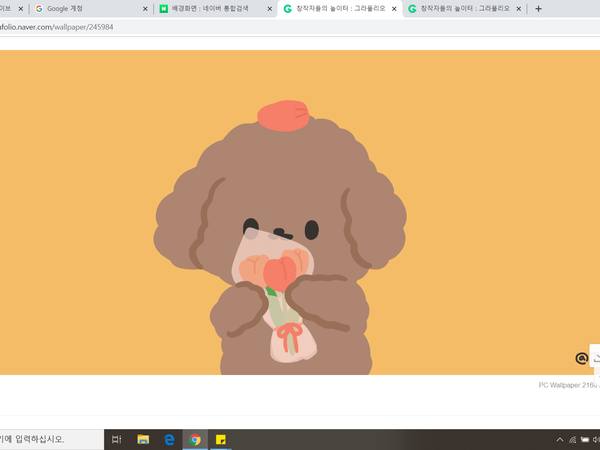 이브
Google 계정
배경화면 : 네이버 통합검색
창작자들의 놀이터 : 그라폴리오
창작자들의 놀이터 : 그라폴리오
afolio.naver.com/wallpaper/245984
PC Wallpaper
기에 입력하십시오.